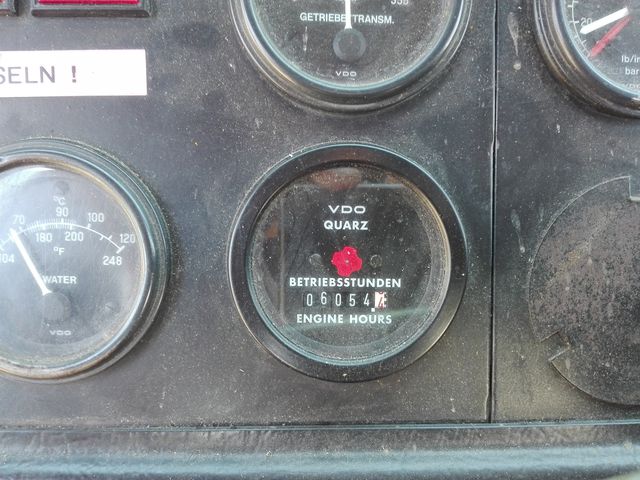 GETRIEBE TRANSM.
VDO
SELN !
20
lb/in
bar
°C
70 90 100 120
180 200 248
°F
WATER
VDO
VDO
QUARZ
BETRIEBSSTUNDEN
06054
ENGINE HOURS